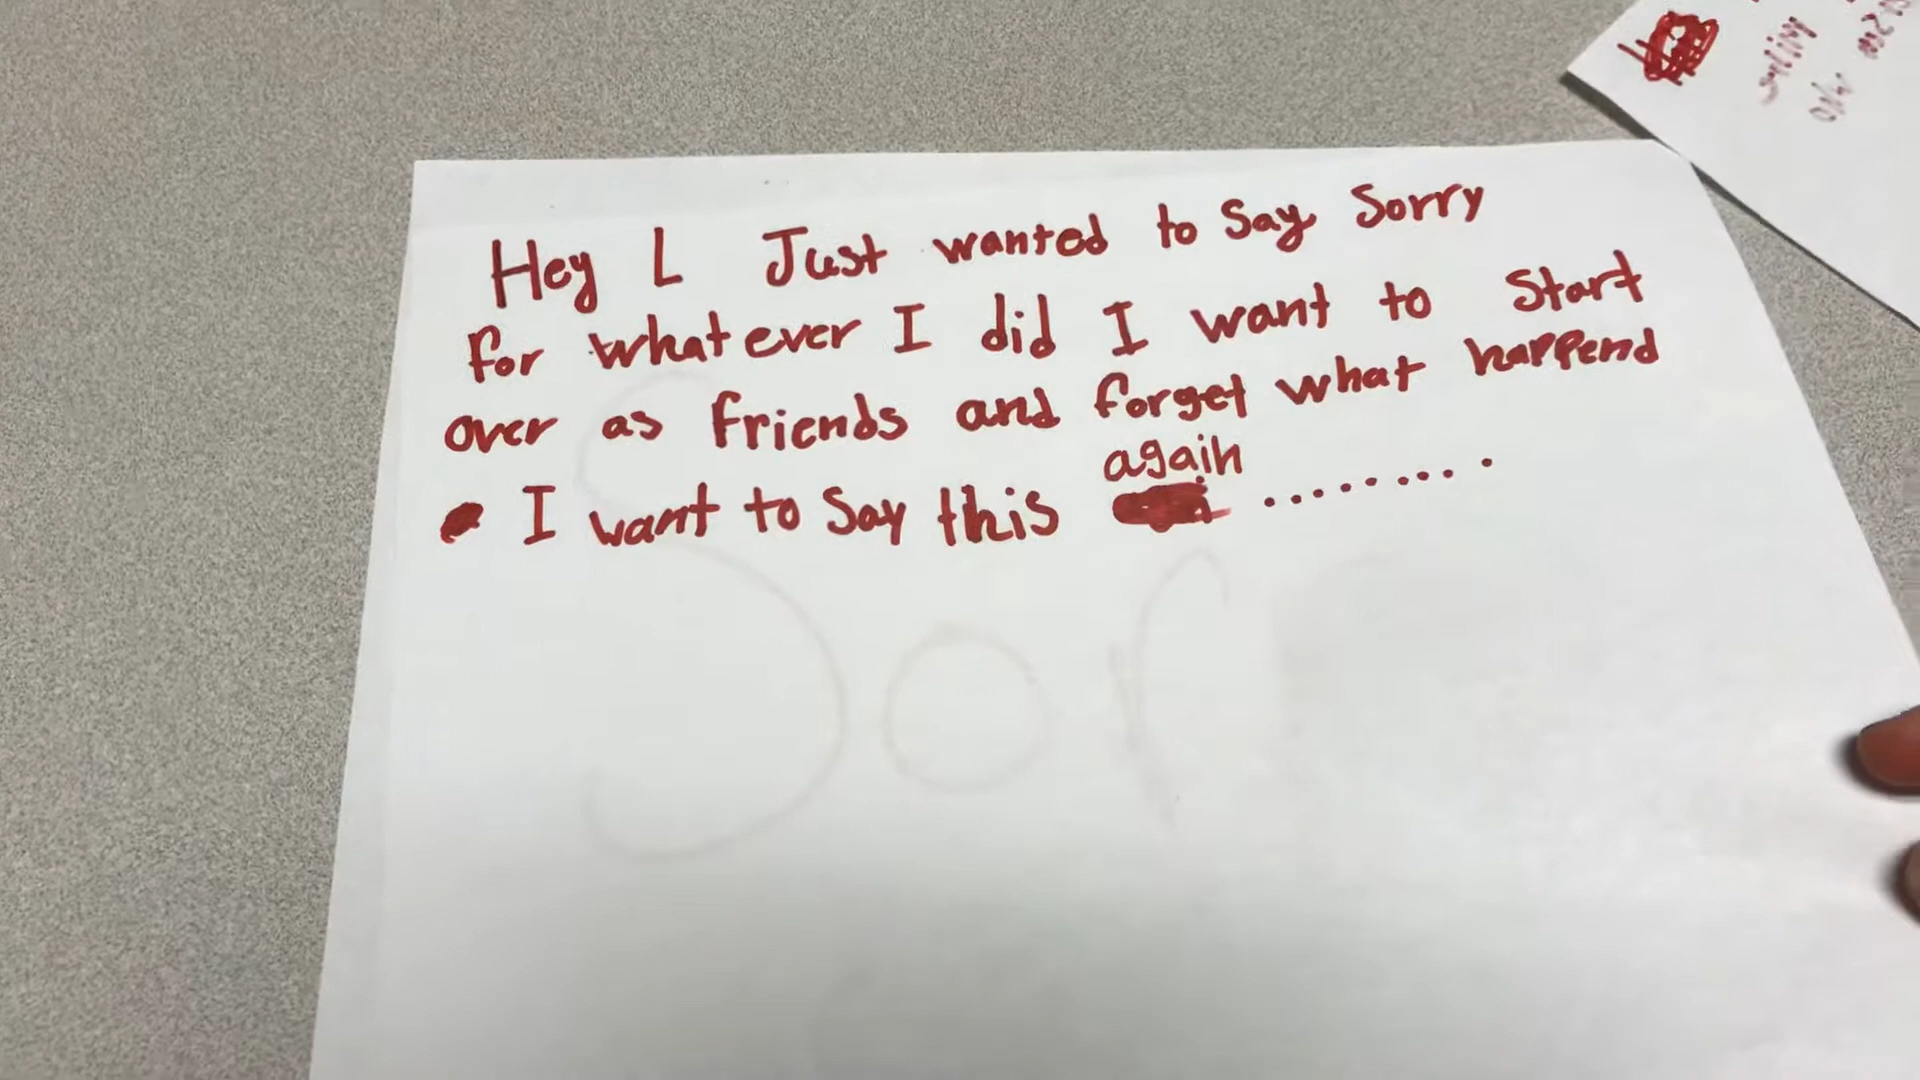 Hey L Just wanted to Say Sorry
for whatever I did I want to Start
over as friends and forget what happend
again
I want to Say this .........
Sor